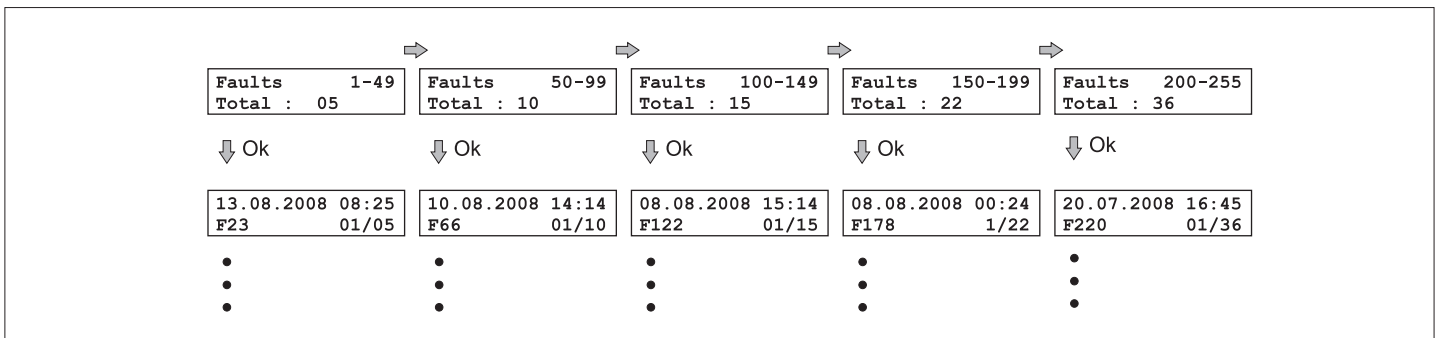 Faults 1-49
Total : 05
Faults 50-99
Total : 10
Faults 100-149
Total : 15
Faults 150-199
Total : 22
Faults 200-255
Total : 36
Ok
Ok
Ok
Ok
Ok
13.08.2008 08:25
F23 01/05
10.08.2008 14:14
F66 01/10
08.08.2008 15:14
F122 01/15
08.08.2008 00:24
F178 1/22
20.07.2008 16:45
F220 01/36